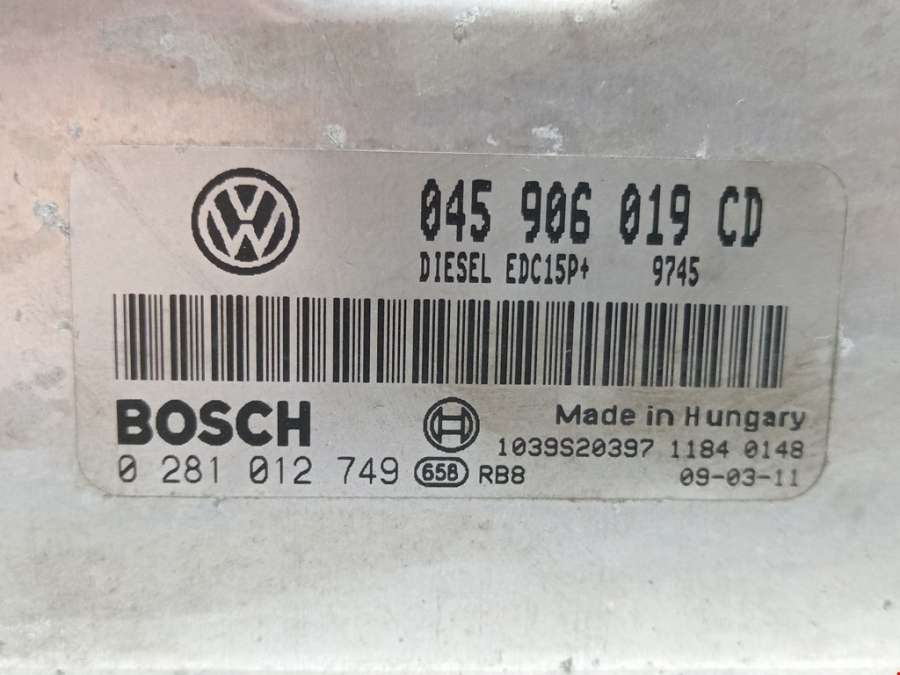 045 906 019 CD
DIESEL EDC15P+ 9745
BOSCH
Made in Hungary
1039S20397 1184 0148
0 281 012 749 658 RB8 09-03-11